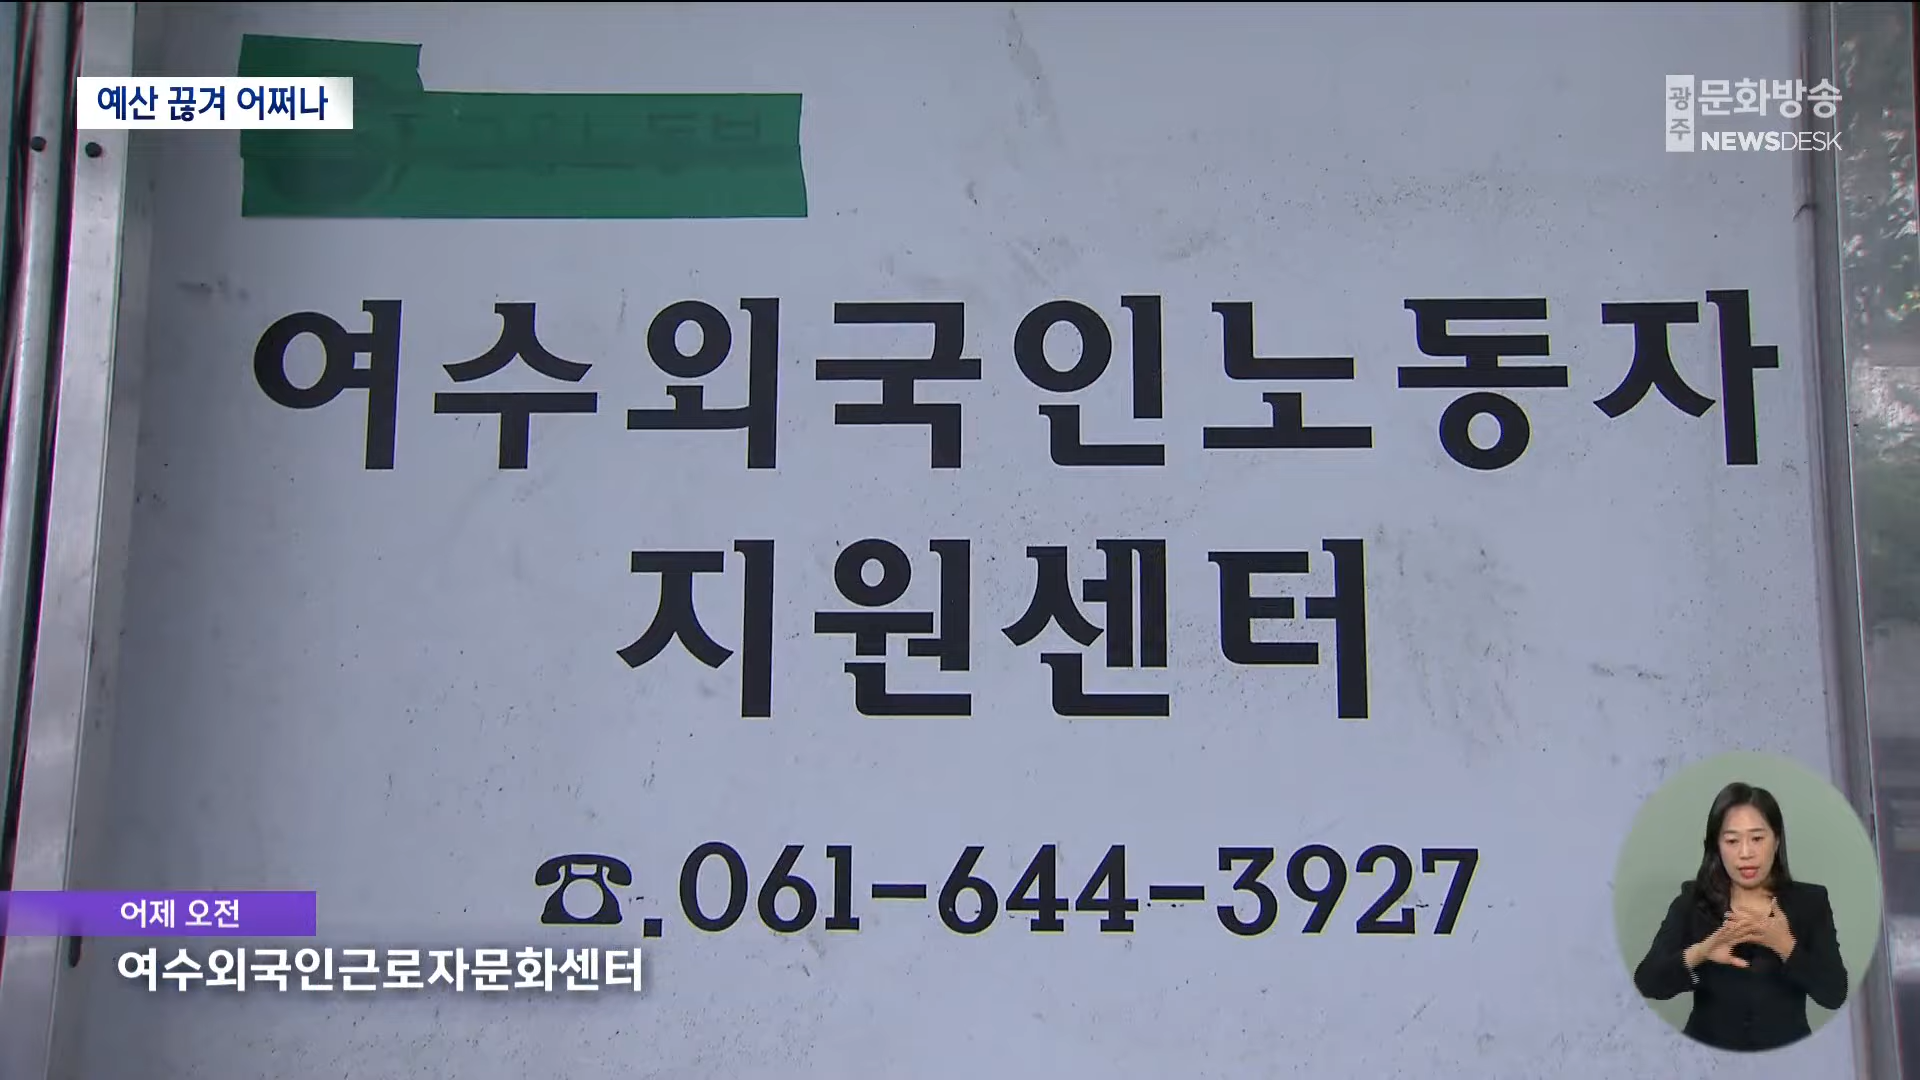 예산 끊겨 어쩌나
광주 문화방송
NEWSDESK
여수외국인노동자
지원센터
☎.061-644-3927
어제 오전
여수외국인근로자문화센터